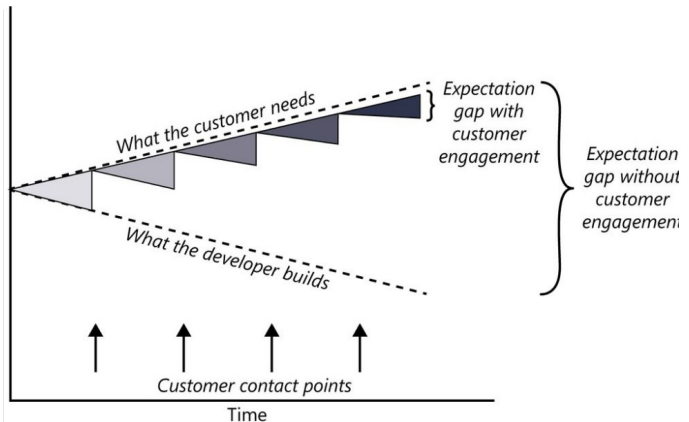 What the customer needs
Expectation
gap with
customer
engagement
Expectation
gap without
customer
engagement
What the developer builds
Customer contact points
Time